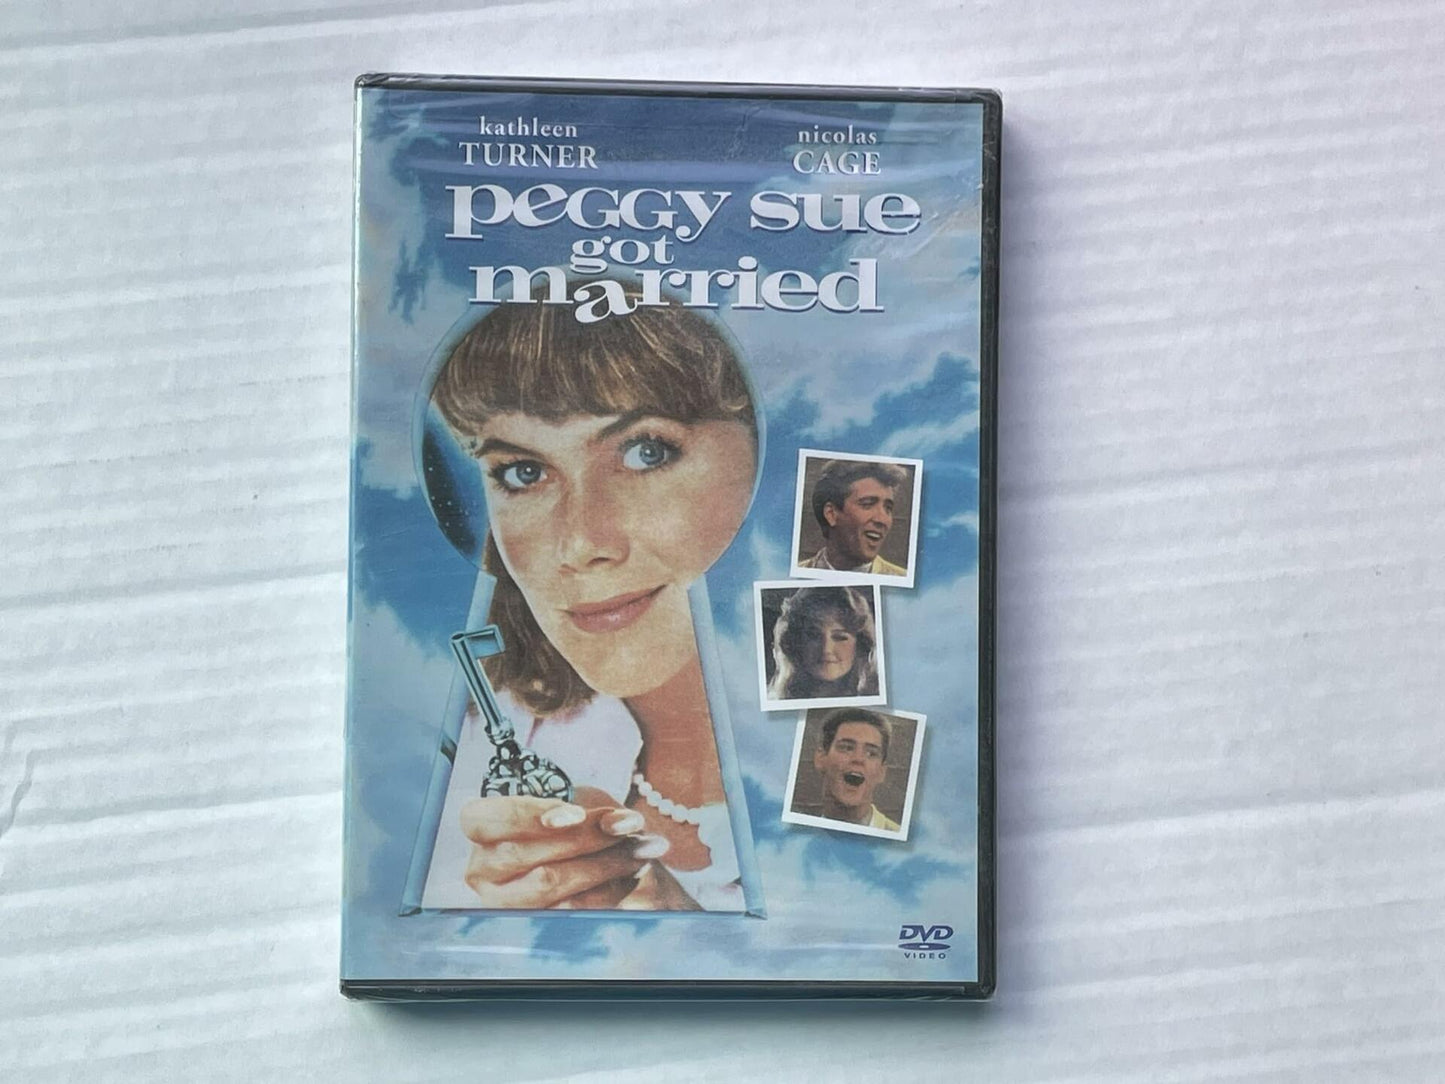 kathleen nicolas
TURNER CAGE
peggy sue
got
married
DVD
VIDEO